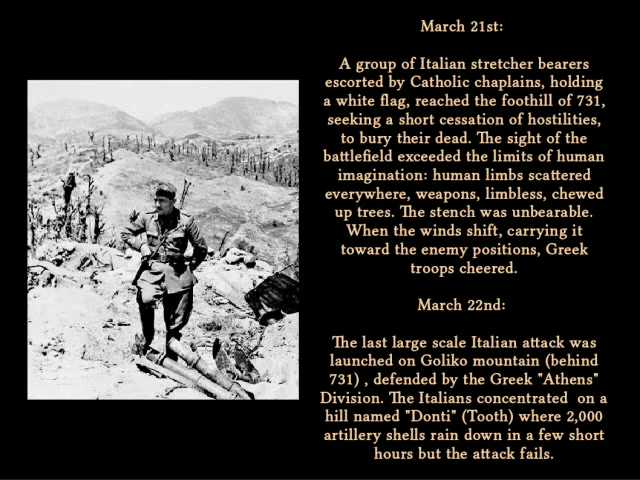 March 21st:
A group of Italian stretcher bearers
escorted by Catholic chaplains, holding
a white flag, reached the foothill of 731,
seeking a short cessation of hostilities,
to bury their dead. The sight of the
battlefield exceeded the limits of human
imagination: human limbs scattered
everywhere, weapons, limbless, chewed
up trees. The stench was unbearable.
When the winds shift, carrying it
toward the enemy positions, Greek
troops cheered.
March 22nd:
The last large scale Italian attack was
launched on Goliko mountain (behind
731) , defended by the Greek "Athens"
Division. The Italians concentrated on a
hill named "Donti" (Tooth) where 2,000
artillery shells rain down in a few short
hours but the attack fails.